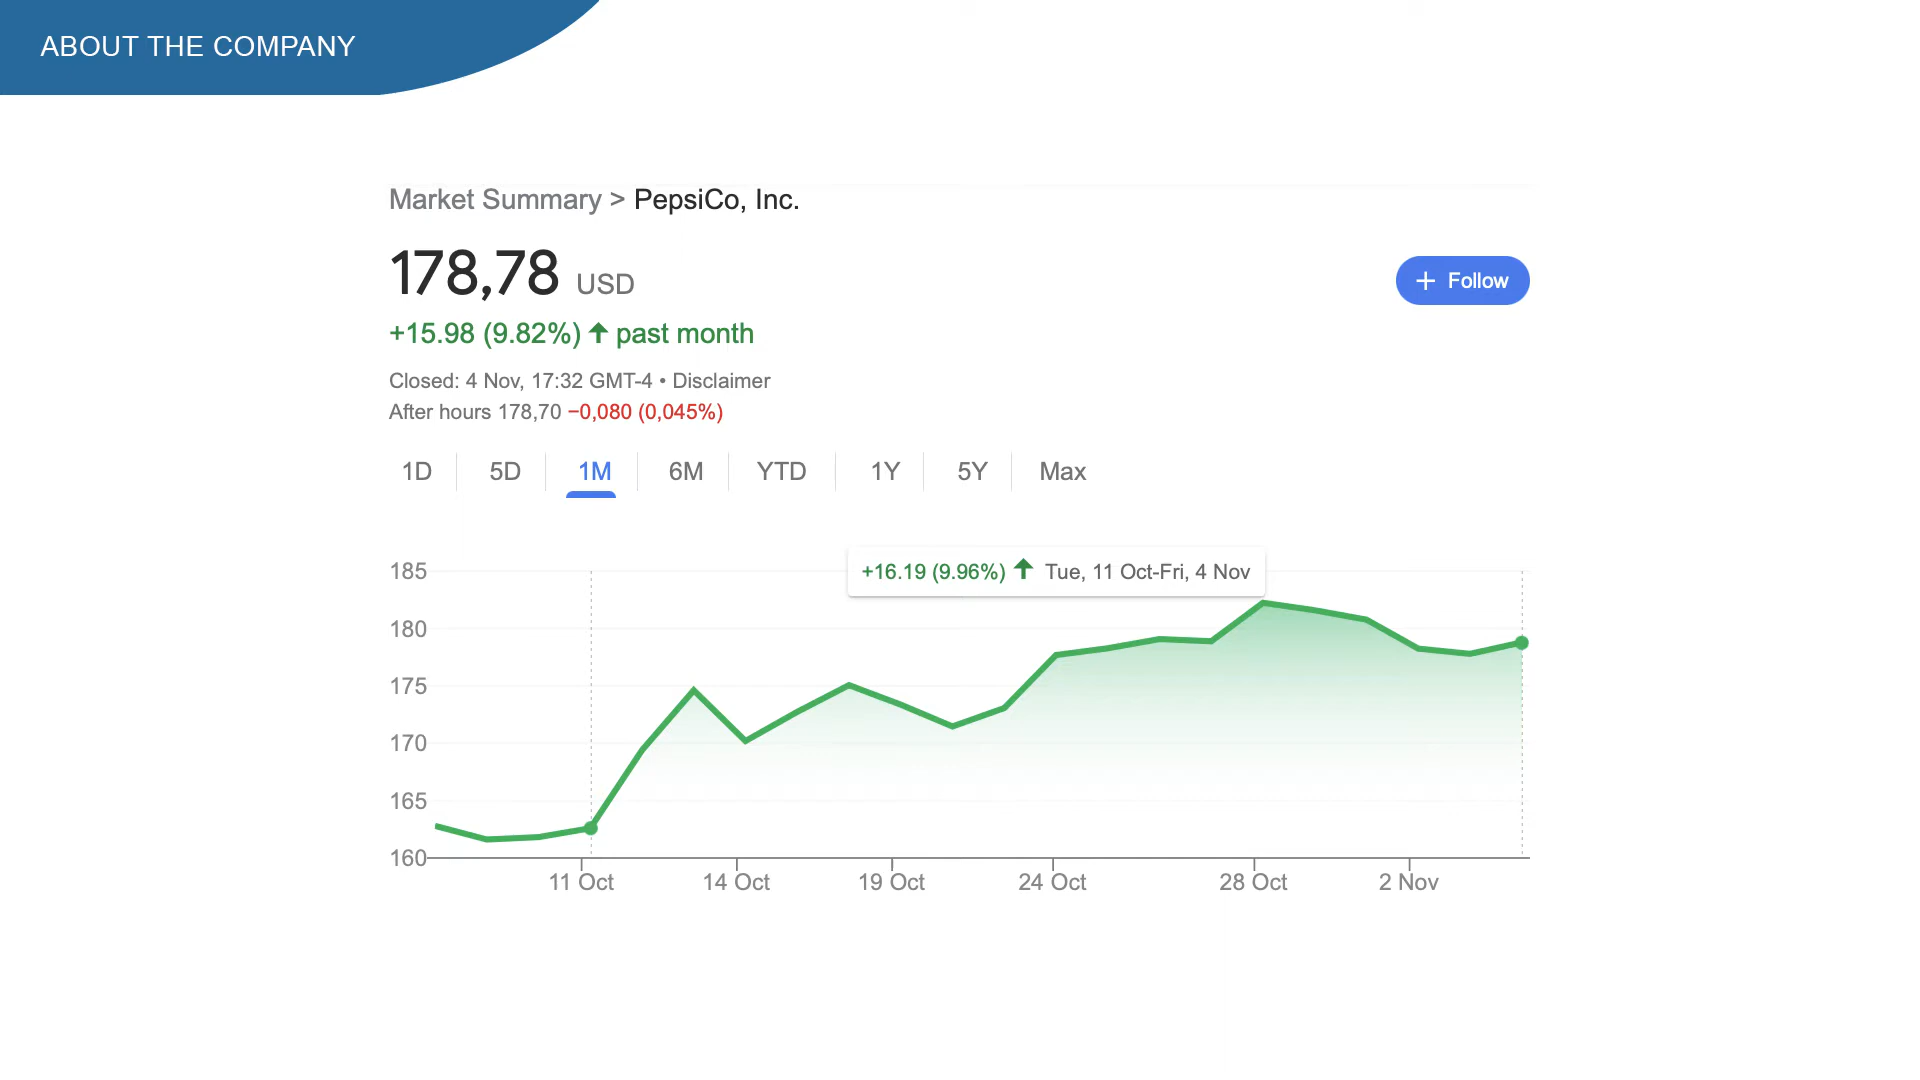 ABOUT THE COMPANY
Market Summary > PepsiCo, Inc.
178,78 USD
+ Follow
+15.98 (9.82%) ↑ past month
Closed: 4 Nov, 17:32 GMT-4 • Disclaimer
After hours 178,70 −0,080 (0,045%)
1D 5D 1M 6M YTD 1Y 5Y Max
+16.19 (9.96%) ↑ Tue, 11 Oct-Fri, 4 Nov
185
180
175
170
165
160
11 Oct 14 Oct 19 Oct 24 Oct 28 Oct 2 Nov